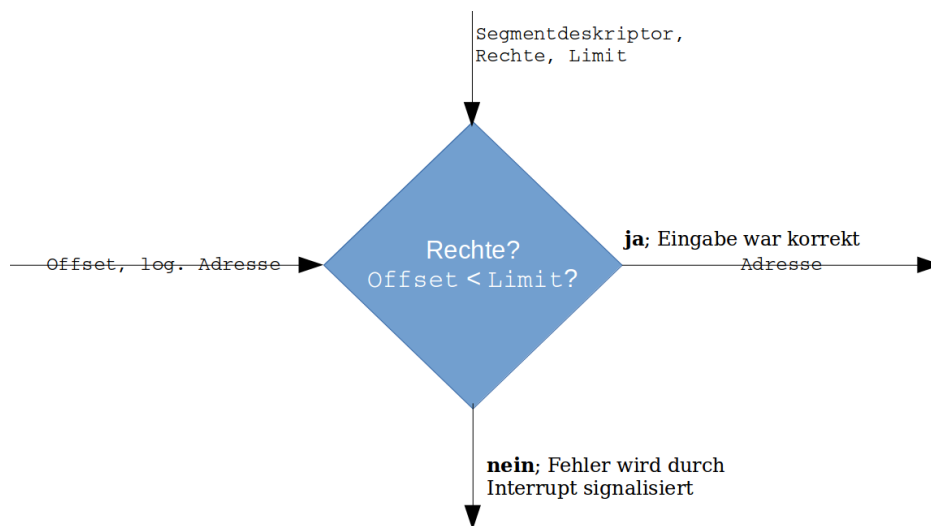 Segmentdeskriptor,
Rechte, Limit
ja; Eingabe war korrekt
Rechte?
Offset, log. Adresse
Adresse
Offset < Limit?
nein; Fehler wird durch
Interrupt signalisiert